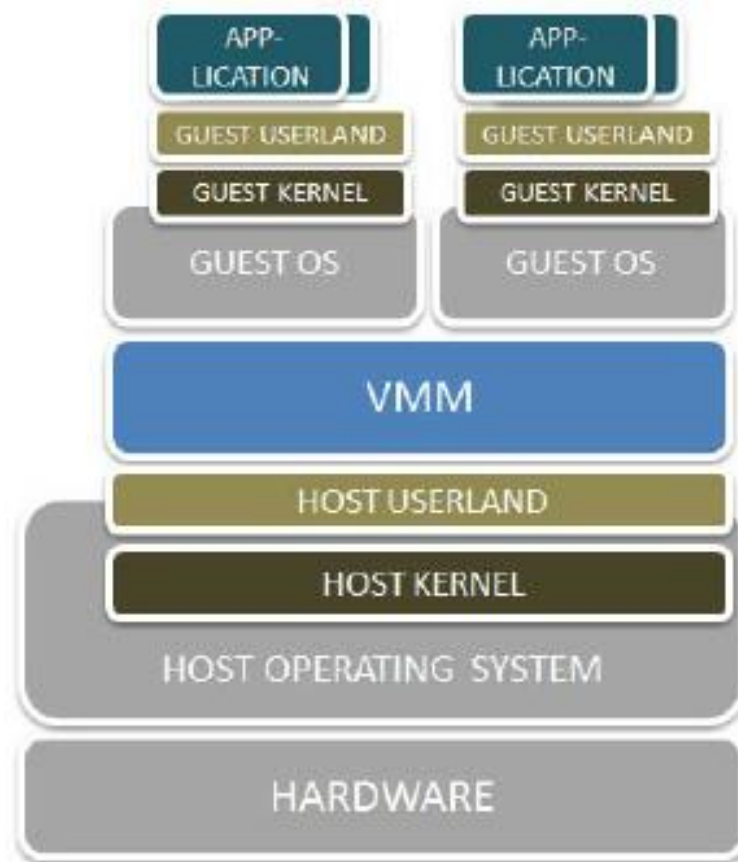 APP-
LICATION
APP-
LICATION
GUEST USERLAND
GUEST USERLAND
GUEST KERNEL
GUEST KERNEL
GUEST OS
GUEST OS
VMM
HOST USERLAND
HOST KERNEL
HOST OPERATING SYSTEM
HARDWARE